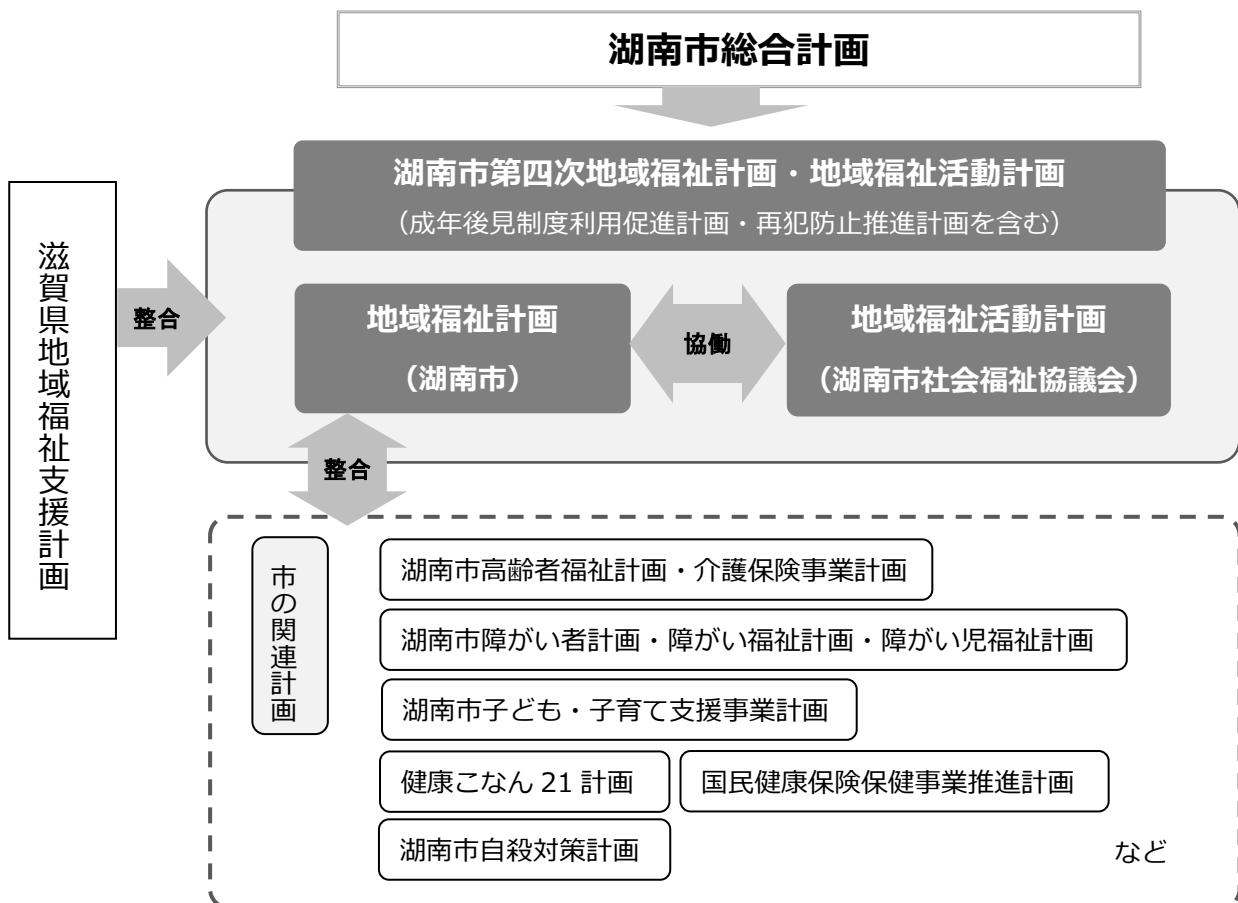 湖南市総合計画
湖南市第四次地域福祉計画・地域福祉活動計画
（成年後見制度利用促進計画・再犯防止推進計画を含む）
滋賀県地域福祉支援計画
整合
地域福祉計画
（湖南市）
協働
地域福祉活動計画
（湖南市社会福祉協議会）
整合
市の関連計画
湖南市高齢者福祉計画・介護保険事業計画
湖南市障がい者計画・障がい福祉計画・障がい児福祉計画
湖南市子ども・子育て支援事業計画
健康こなん 21 計画
国民健康保険保健事業推進計画
湖南市自殺対策計画
など